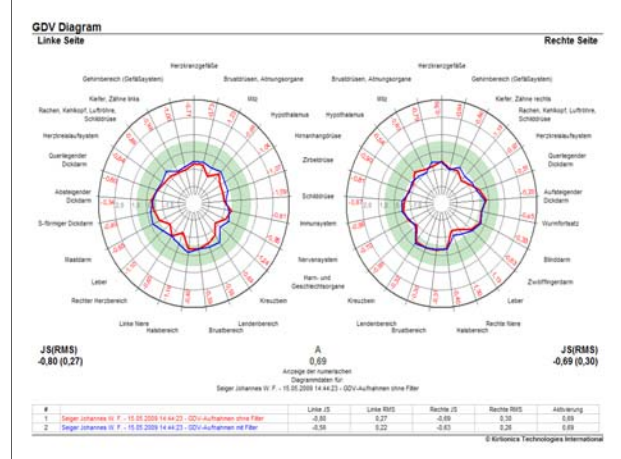 GDV Diagram
Linke Seite
Rechte Seite
Herzkranzgefäße
Herzkranzgefäße
Gehirnbereich (Gefäßsystem)
Brustdrüsen, Atmungsorgane
Brustdrüsen, Atmungsorgane
Gehirnbereich (Gefäßsystem)
Kiefer, Zähne links
Milz
Milz
Kiefer, Zähne rechts
Rachen, Kehlkopf, Luftröhre,
Schilddrüse
Hypothalamus
Hypothalamus
Rachen, Kehlkopf, Luftröhre,
Schilddrüse
Herzkreislaufsystem
Hirnanhangdrüse
Herzkreislaufsystem
Querliegender
Dickdarm
Zirbeldrüse
Querliegender
Dickdarm
Absteigender
Dickdarm
Schilddrüse
Aufsteigender
Dickdarm
S-förmiger Dickdarm
Immunsystem
Wurmfortsatz
Mastdarm
Nervensystem
Blinddarm
Leber
Harn- und
Geschlechtsorgane
Zwölffingerdarm
Rechter Herzbereich
Kreuzbein
Kreuzbein
Leber
Linke Niere
Lendenbereich
Lendenbereich
Rechte Niere
Halsbereich
Brustbereich
Brustbereich
Halsbereich
JS(RMS)
-0,80 (0,27)
A
0,69
JS(RMS)
-0,69 (0,30)
Anzeige der numerischen
Diagrammdaten für:
Seiger Johannes W. F. - 15.05.2009 14:44:23 - GDV-Aufnahmen ohne Filter
# Linke JS Linke RMS Rechte JS Rechte RMS Aktivierung
1 Seiger Johannes W. F. - 15.05.2009 14:44:23 - GDV-Aufnahmen ohne Filter -0,80 0,27 -0,69 0,30 0,69
2 Seiger Johannes W. F. - 15.05.2009 14:44:23 - GDV-Aufnahmen mit Filter -0,56 0,22 -0,63 0,26 0,69
© Kirlionics Technologies International